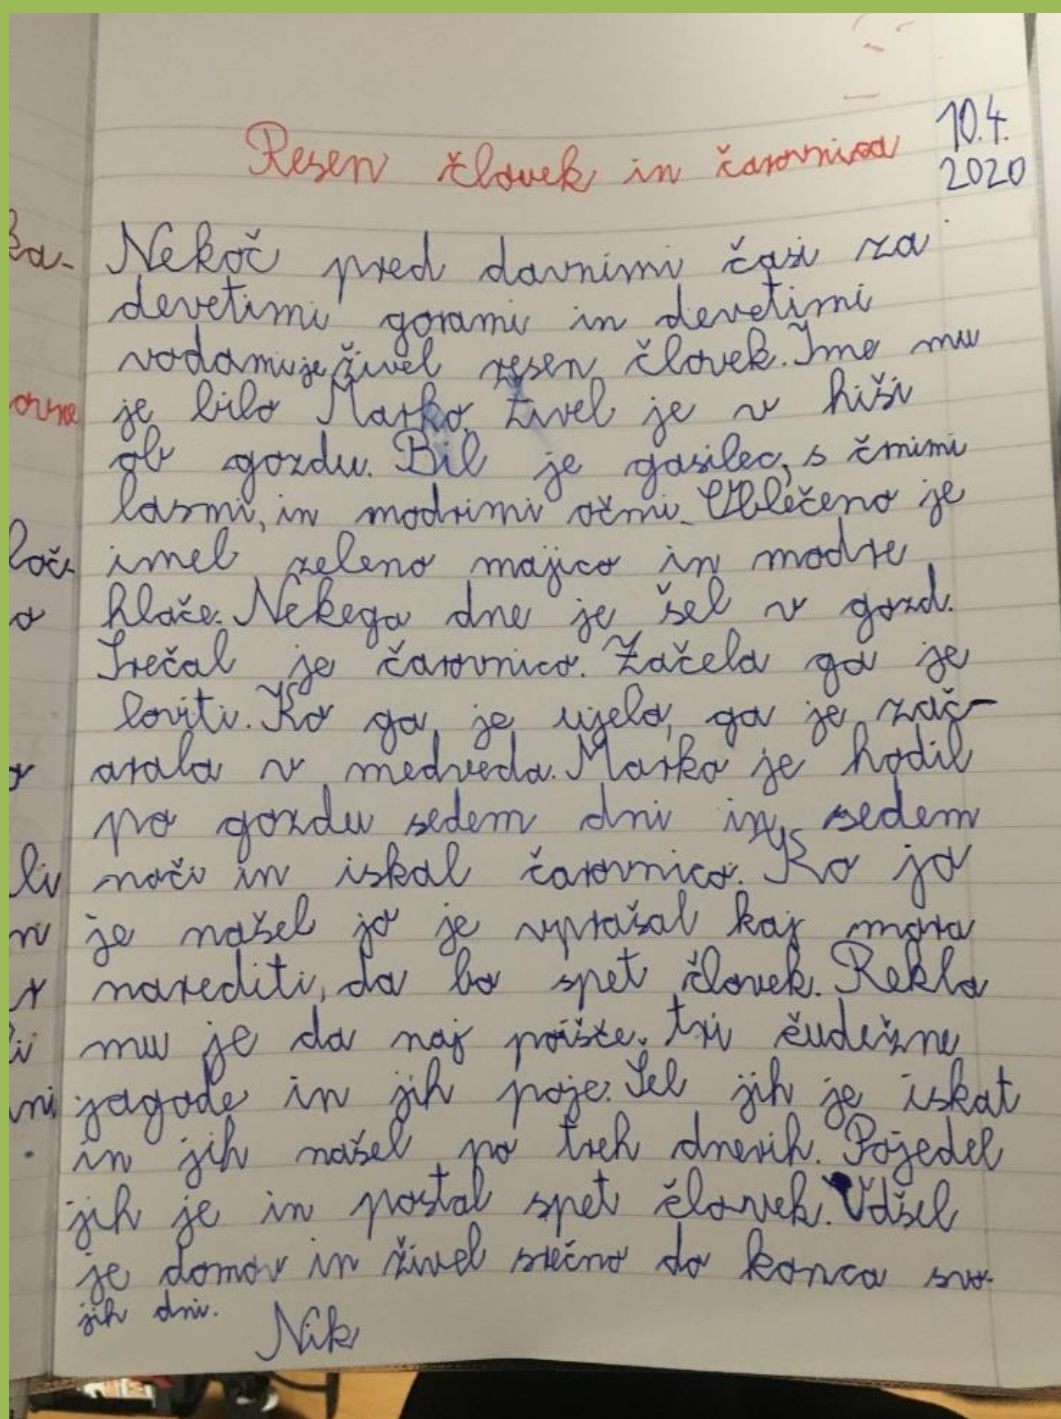 Resen človek in čarovnica
10.4.
2020
Nekoč pred davnimi časi za
devetimi gorami in devetimi
vodami je živel resen človek. Ime mu
je bilo Marko. Živel je v hiši
ob gozdu. Bil je gasilec, s črnimi
lasmi, in modrimi očmi. Oblečeno je
imel zeleno majico in modre
hlače. Nekega dne je šel v gozd.
Srečal je čarovnico. Začela ga je
loviti. Ko ga je ujela, ga je zač-
arala v medveda. Marko je hodil
po gozdu sedem dni in sedem
noči in iskal čarovnico. Ko jo
je našel jo je vprašal kaj mora
narediti, da bo spet človek. Rekla
mu je da naj poišče tri čudežne
jagode in jih poje. Šel jih je iskat
in jih našel po treh dnevih. Pojedel
jih je in postal spet človek. Odšel
je domov in živel srečno do konca svo-
jih dni.
Nik